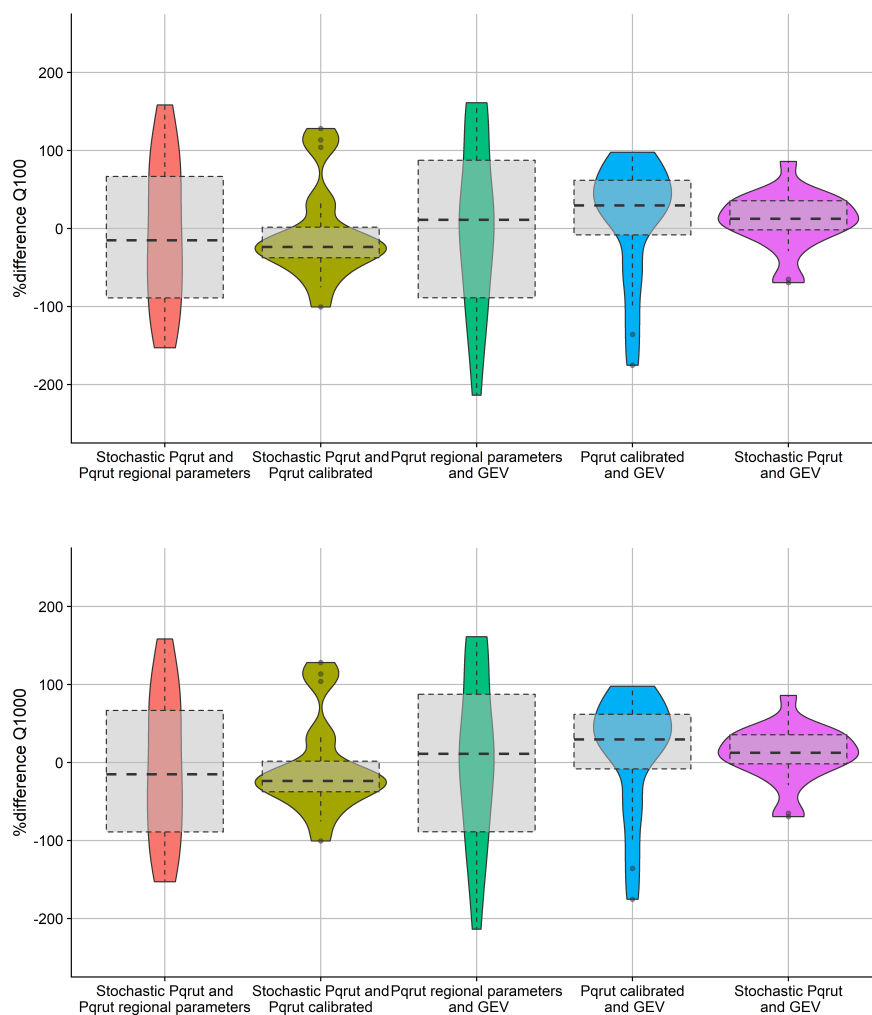 %difference Q100
200
100
0
-100
-200
Stochastic Pqrut and
Pqrut regional parameters
Stochastic Pqrut and
Pqrut calibrated
Pqrut regional parameters
and GEV
Pqrut calibrated
and GEV
Stochastic Pqrut
and GEV
%difference Q1000
200
100
0
-100
-200
Stochastic Pqrut and
Pqrut regional parameters
Stochastic Pqrut and
Pqrut calibrated
Pqrut regional parameters
and GEV
Pqrut calibrated
and GEV
Stochastic Pqrut
and GEV